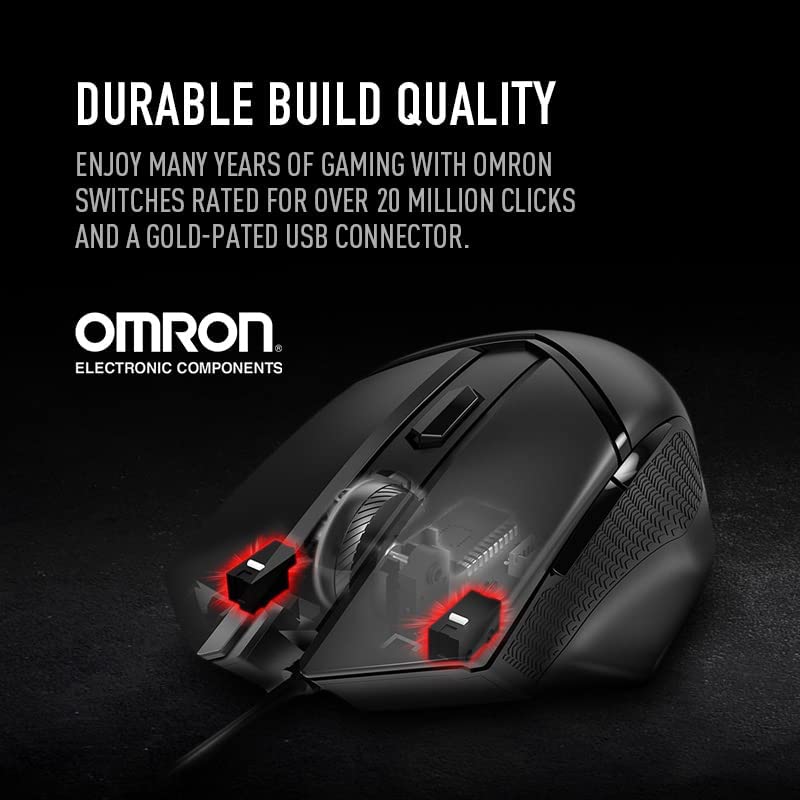 DURABLE BUILD QUALITY
ENJOY MANY YEARS OF GAMING WITH OMRON
SWITCHES RATED FOR OVER 20 MILLION CLICKS
AND A GOLD-PATED USB CONNECTOR.
OMRON®
ELECTRONIC COMPONENTS